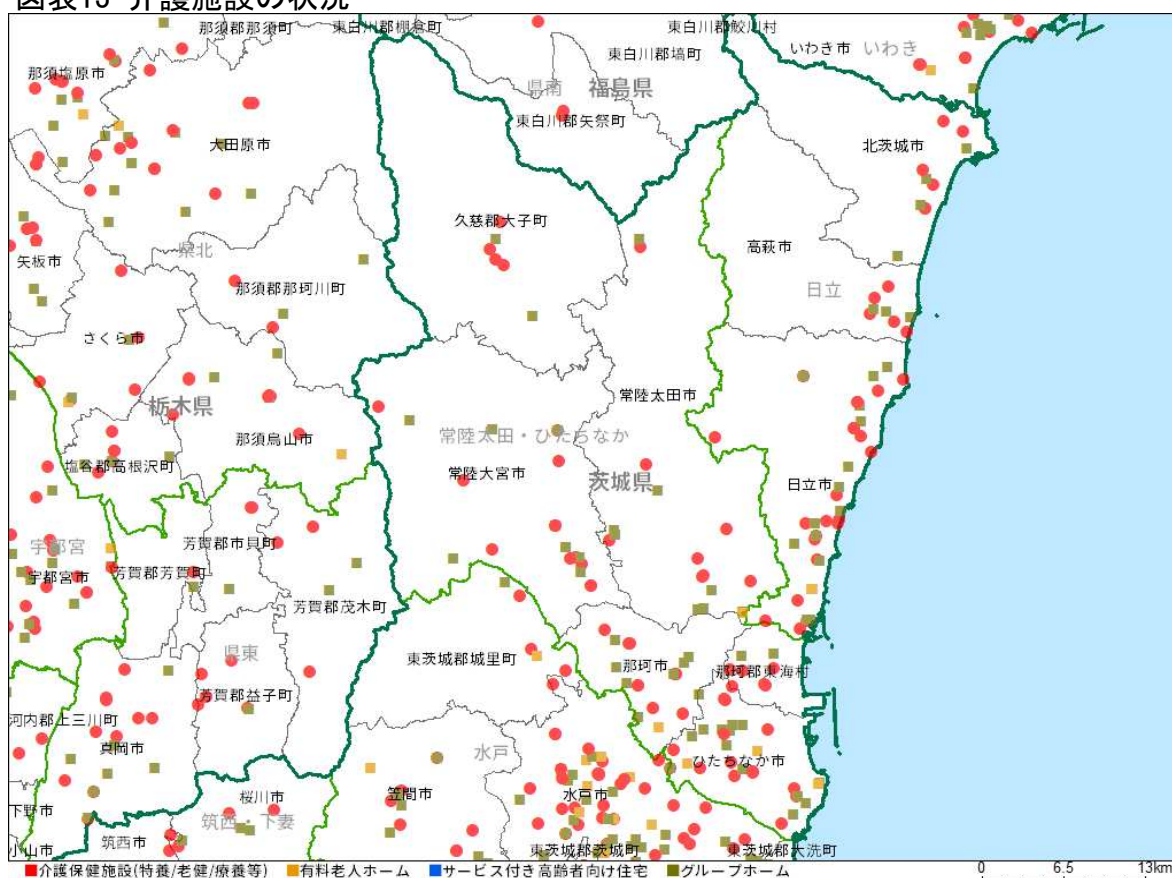 図表13 介護施設の状況
那須郡那須町
東白川郡棚倉町
東白川郡鮫川村
いわき市
いわき
東白川郡塙町
那須塩原市
県南
福島県
東白川郡矢祭町
大田原市
北茨城市
久慈郡大子町
県北
高萩市
矢板市
那須郡那珂川町
日立
さくら市
栃木県
常陸太田市
那須烏山市
常陸太田・ひたちなか
塩谷郡高根沢町
常陸大宮市
茨城県
日立市
宇都宮
芳賀郡市貝町
宇都宮市
芳賀郡芳賀町
芳賀郡茂木町
県東
東茨城郡城里町
那珂市
那珂郡東海村
芳賀郡益子町
河内郡上三川町
真岡市
水戸
ひたちなか市
桜川市
笠間市
水戸市
下野市
筑西・下妻
筑西市
小山市
東茨城郡茨城町
東茨城郡大洗町
介護保健施設(特養/老健/療養等)
有料老人ホーム
サービス付き高齢者向け住宅
グループホーム
0 6.5 13km